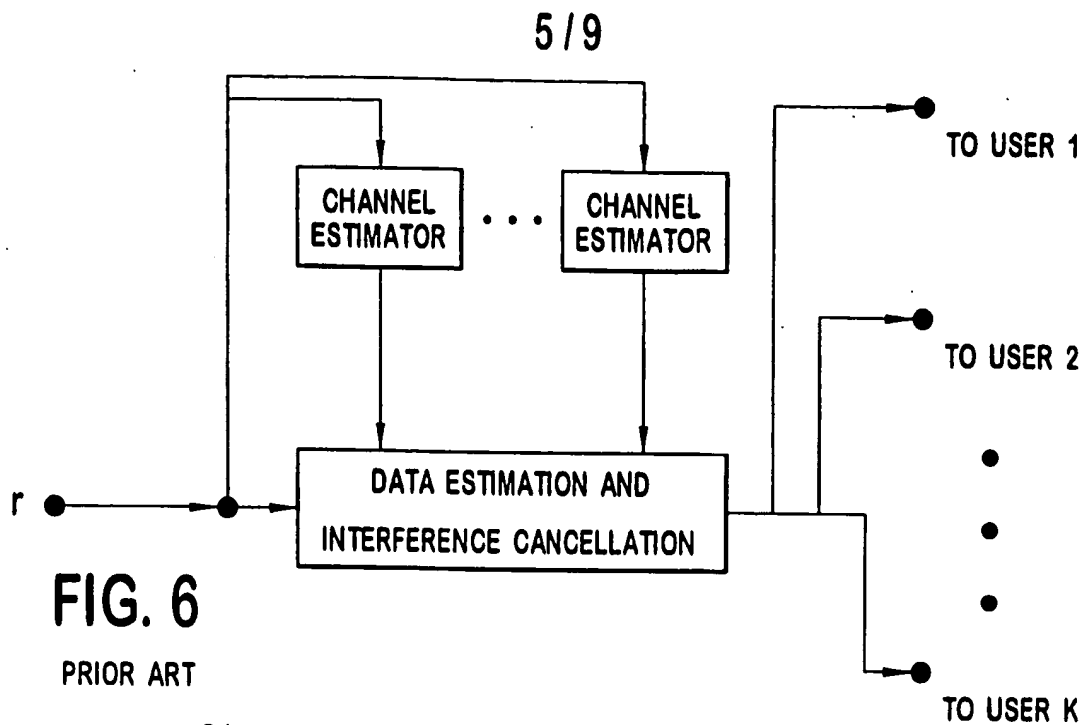 5/9
CHANNEL
ESTIMATOR
CHANNEL
ESTIMATOR
TO USER 1
TO USER 2
r
DATA ESTIMATION AND
INTERFERENCE CANCELLATION
FIG. 6
PRIOR ART
TO USER K